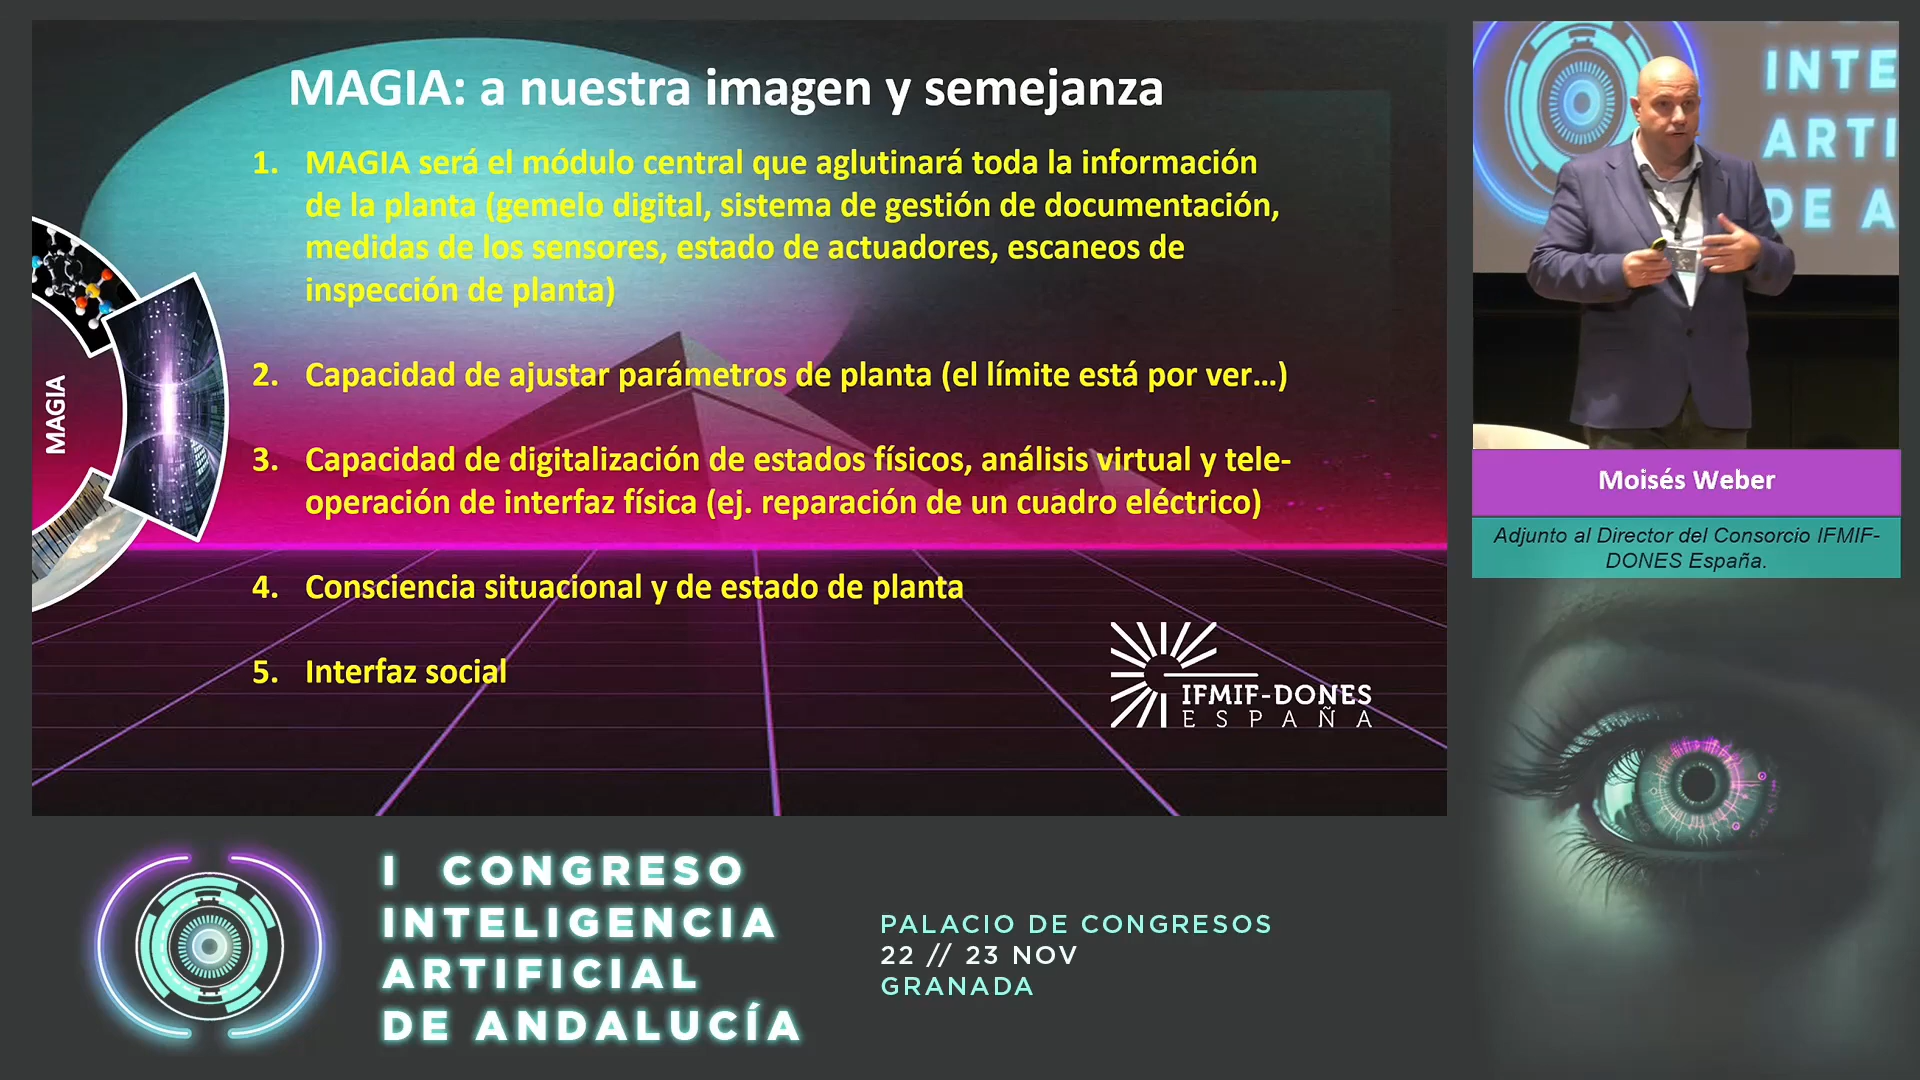 MAGIA: a nuestra imagen y semejanza
1. MAGIA será el módulo central que aglutinará toda la información
de la planta (gemelo digital, sistema de gestión de documentación,
medidas de los sensores, estado de actuadores, escaneos de
inspección de planta)
2. Capacidad de ajustar parámetros de planta (el límite está por ver...)
3. Capacidad de digitalización de estados físicos, análisis virtual y tele-
operación de interfaz física (ej. reparación de un cuadro eléctrico)
4. Consciencia situacional y de estado de planta
5. Interfaz social
MAGIA
IFMIF-DONES
ESPAÑA
INTE
ARTI
DE A
Moisés Weber
Adjunto al Director del Consorcio IFMIF-
DONES España.
I CONGRESO
INTELIGENCIA
ARTIFICIAL
DE ANDALUCÍA
PALACIO DE CONGRESOS
22 // 23 NOV
GRANADA